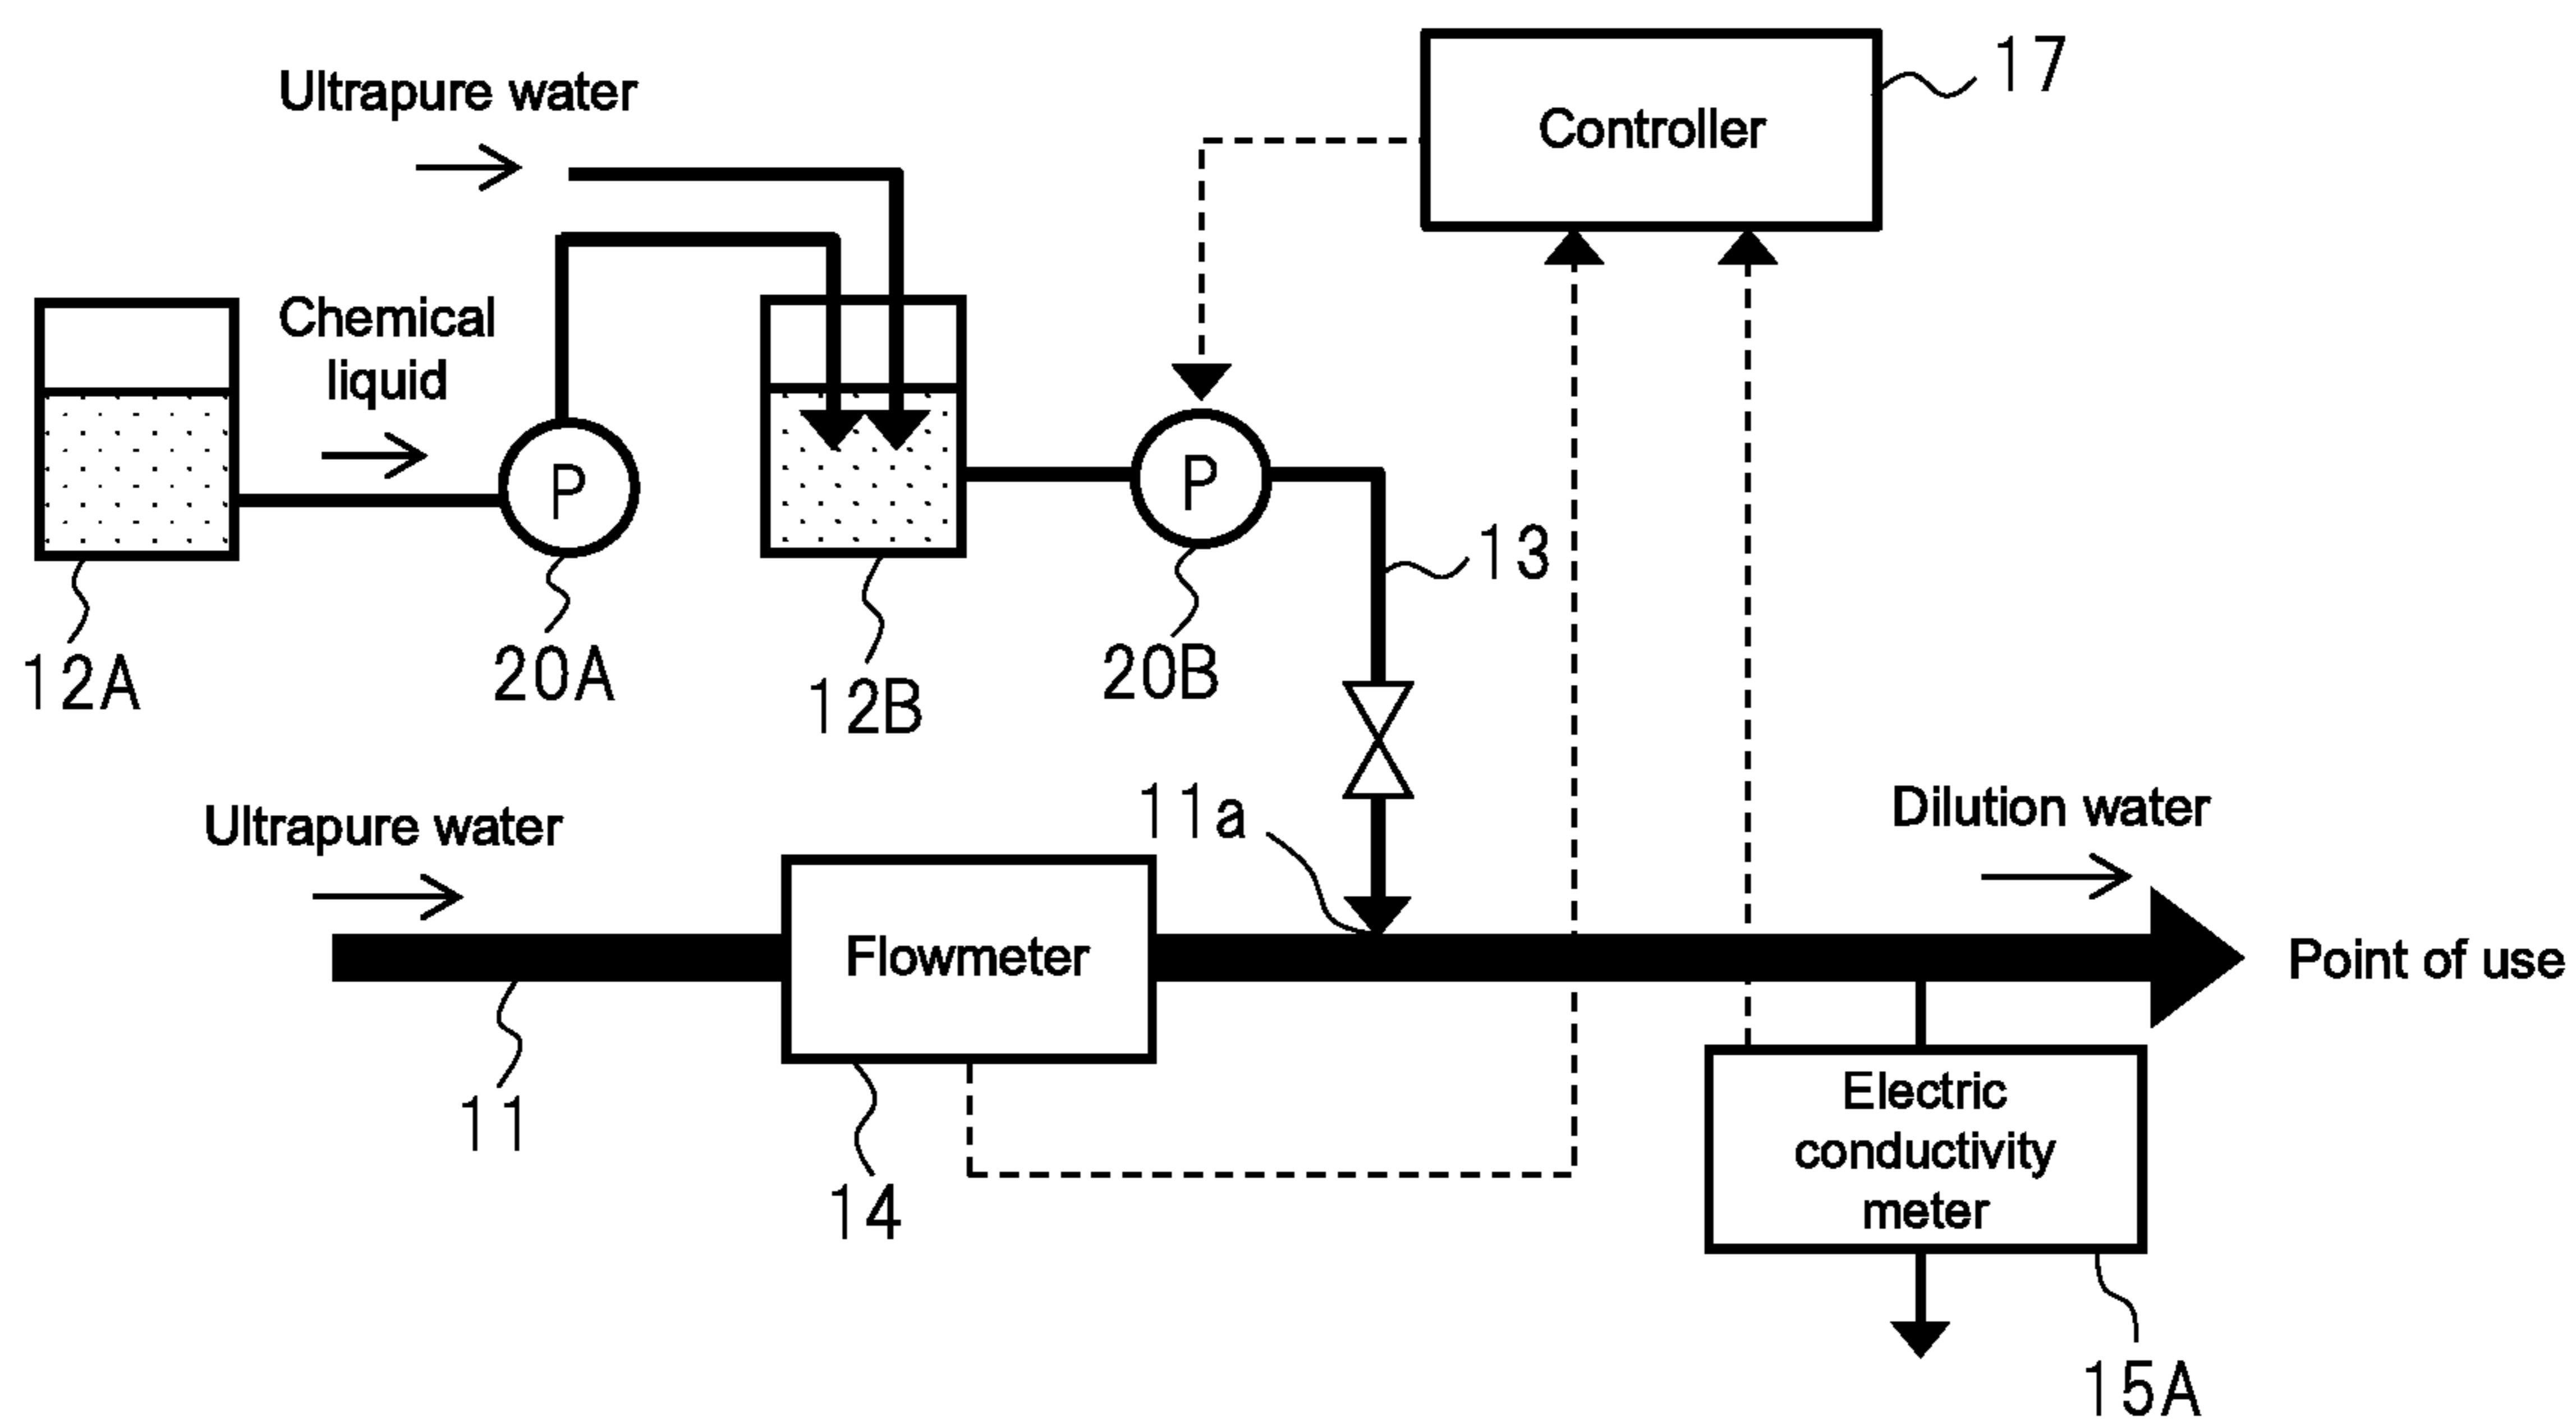 Ultrapure water
Controller
17
Chemical
liquid
P
P
13
12A
20A
12B
20B
Ultrapure water
11a
Dilution water
Flowmeter
Point of use
11
14
Electric
conductivity
meter
15A